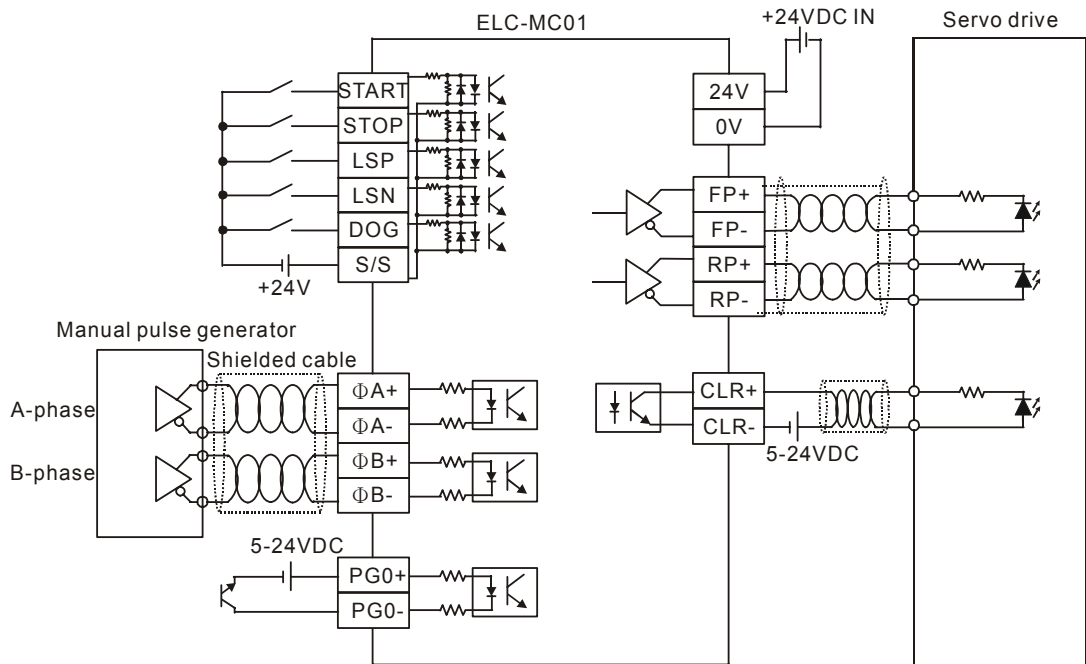 ELC-MC01
+24VDC IN
Servo drive
START
STOP
LSP
LSN
DOG
S/S
+24V
24V
0V
FP+
FP-
RP+
RP-
Manual pulse generator
Shielded cable
A-phase
B-phase
ΦA+
ΦA-
ΦB+
ΦB-
CLR+
CLR-
5-24VDC
5-24VDC
PG0+
PG0-